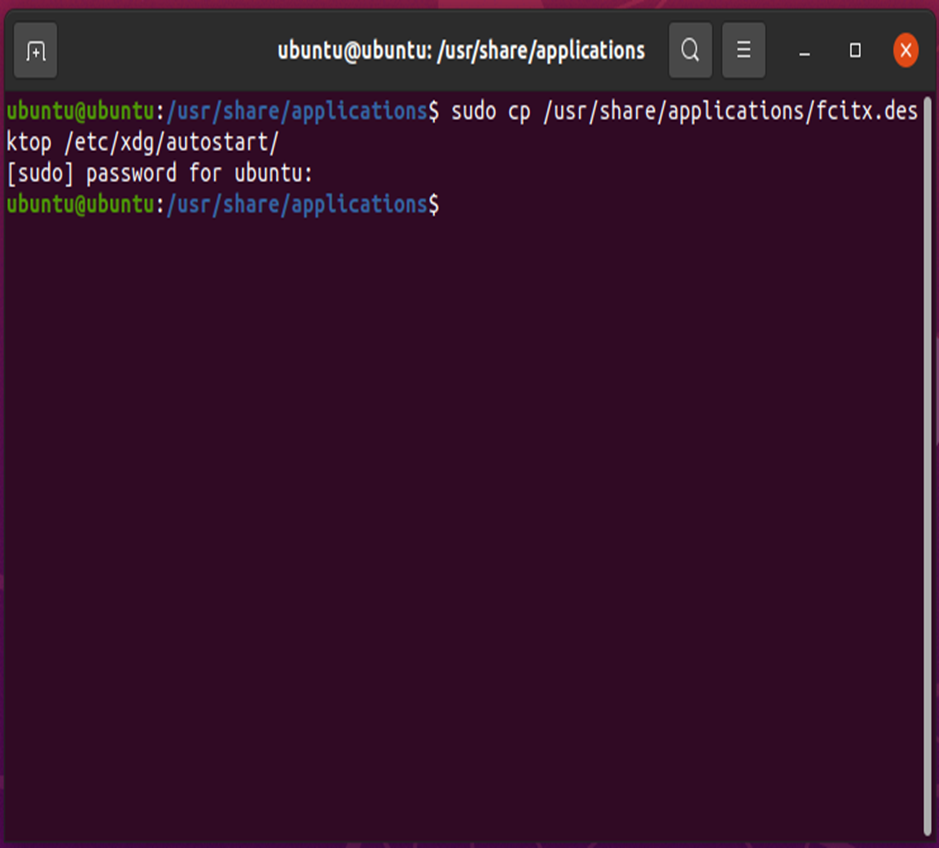 ubuntu@ubuntu: /usr/share/applications
ubuntu@ubuntu:/usr/share/applications$ sudo cp /usr/share/applications/fcitx.des
ktop /etc/xdg/autostart/
[sudo] password for ubuntu:
ubuntu@ubuntu:/usr/share/applications$